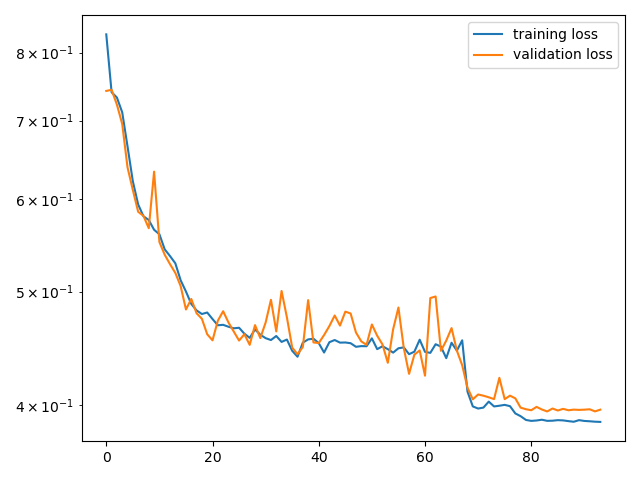 training loss
validation loss
8 × 10⁻¹
7 × 10⁻¹
6 × 10⁻¹
5 × 10⁻¹
4 × 10⁻¹
0 20 40 60 80